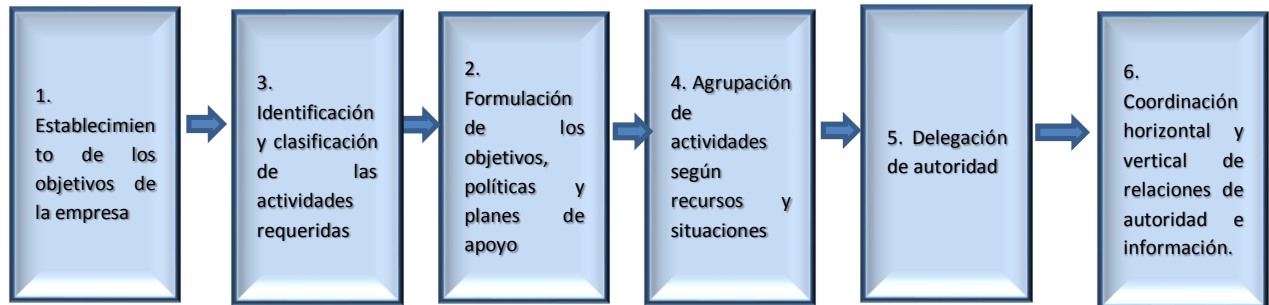 1.
Establecimien
to de los
objetivos de
la empresa
3.
Identificación
y clasificación
de las
actividades
requeridas
2.
Formulación
de los
objetivos,
políticas y
planes de
apoyo
4. Agrupación
de
actividades
según
recursos y
situaciones
5. Delegación
de autoridad
6.
Coordinación
horizontal y
vertical de
relaciones de
autoridad e
información.